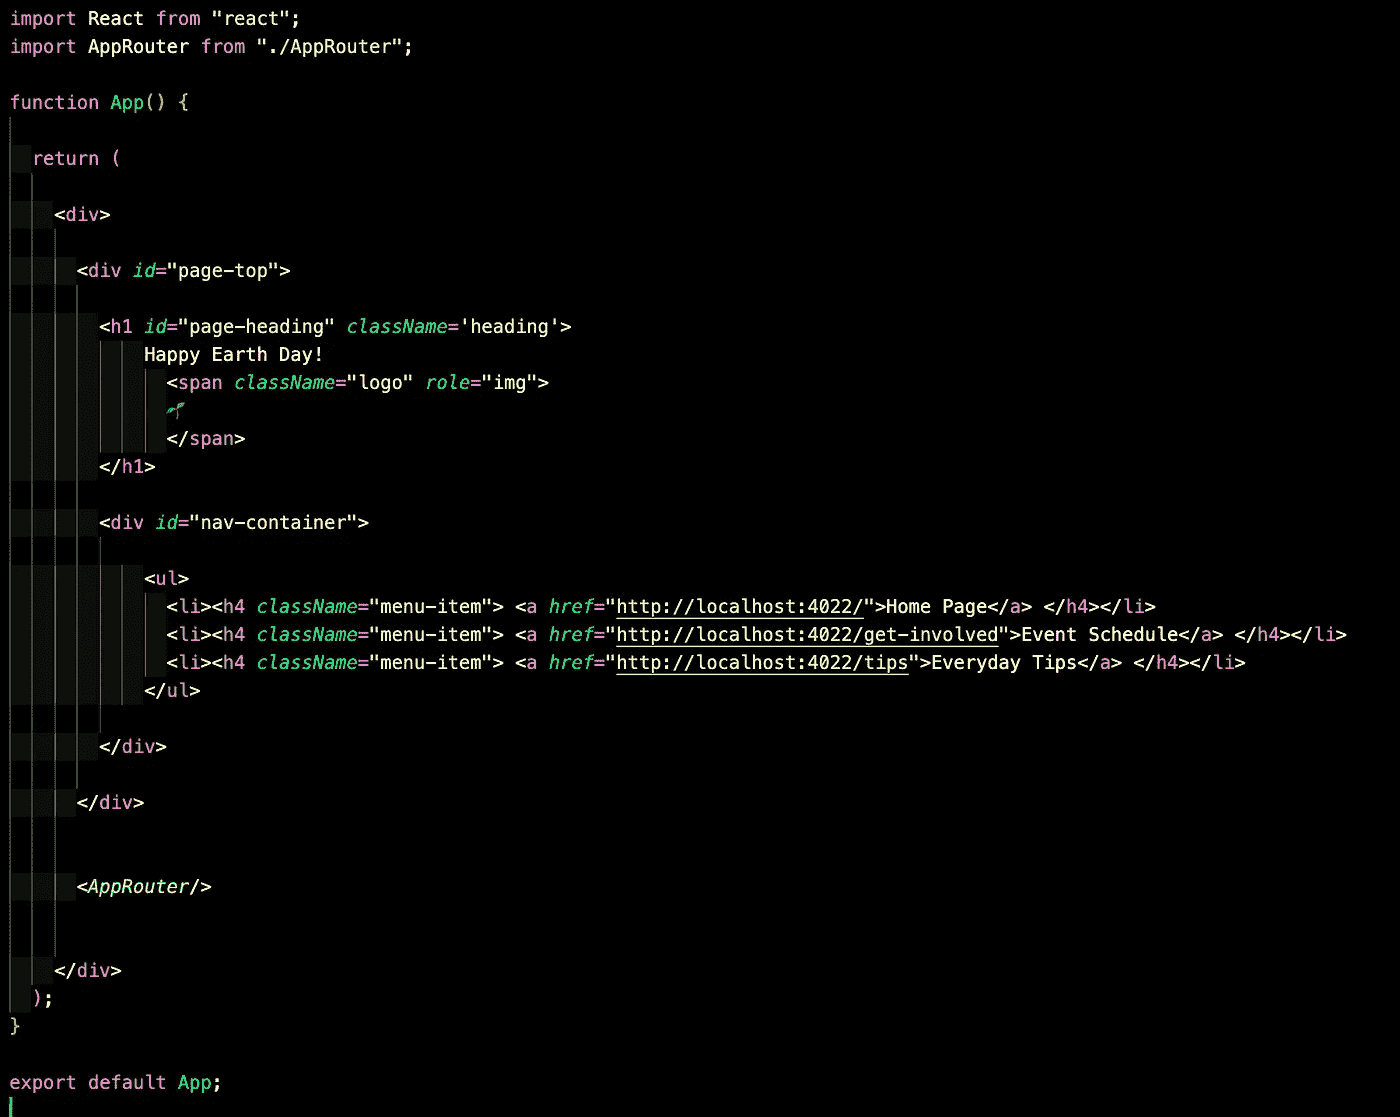 import React from "react";
import AppRouter from "./AppRouter";
function App() {
return (
<div>
<div id="page-top">
<h1 id="page-heading" className='heading'>
Happy Earth Day!
<span className="logo" role="img">
🌱
</span>
</h1>
<div id="nav-container">
<ul>
<li><h4 className="menu-item"> <a href="http://localhost:4022/">Home Page</a> </h4></li>
<li><h4 className="menu-item"> <a href="http://localhost:4022/get-involved">Event Schedule</a> </h4></li>
<li><h4 className="menu-item"> <a href="http://localhost:4022/tips">Everyday Tips</a> </h4></li>
</ul>
</div>
</div>
<AppRouter/>
</div>
);
}
export default App;